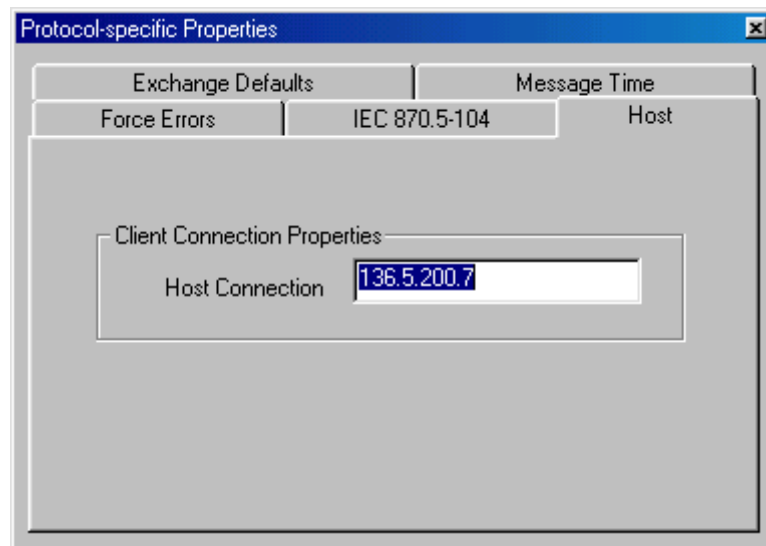 Protocol-specific Properties
Exchange Defaults
Message Time
Force Errors
IEC 870.5-104
Host
Client Connection Properties
Host Connection
136.5.200.7